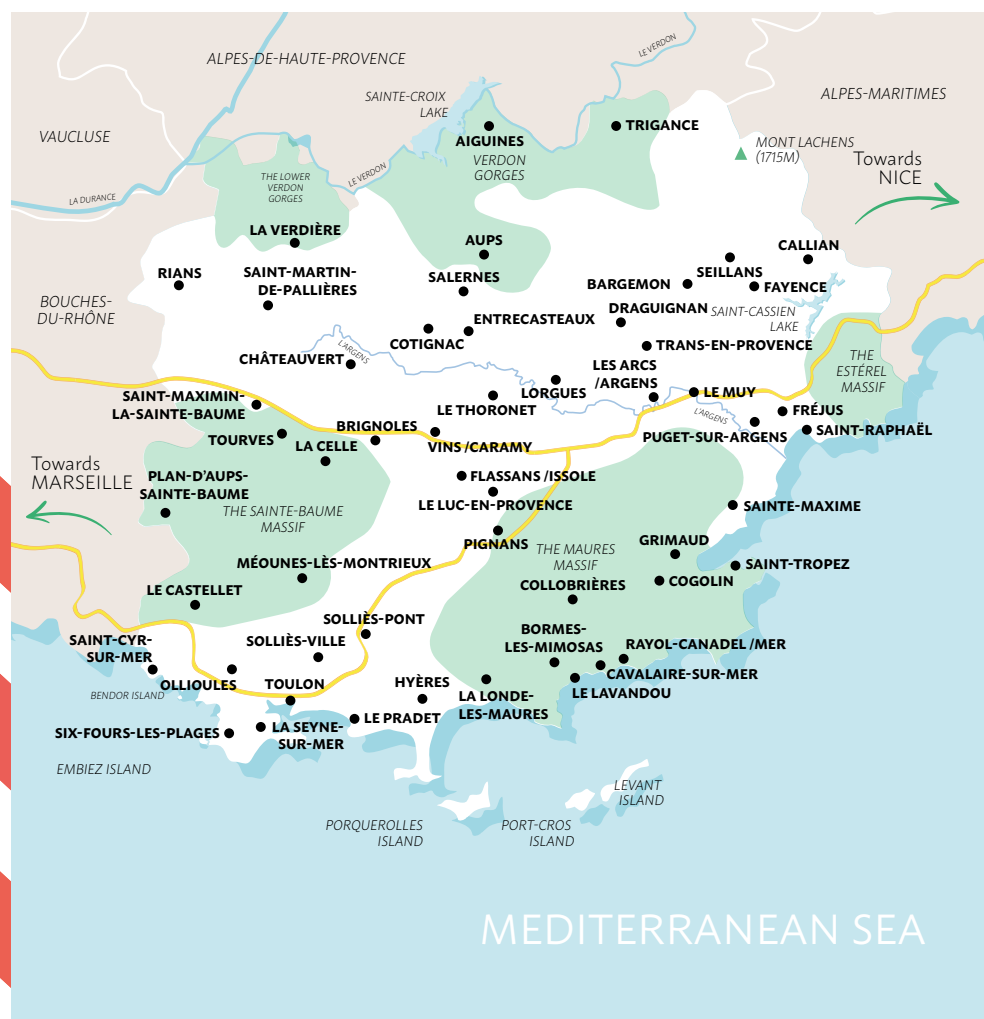 LE VERDON
ALPES-DE-HAUTE-PROVENCE
SAINTE-CROIX
LAKE
ALPES-MARITIMES
VAUCLUSE
TRIGANCE
AIGUINES
VERDON
GORGES
MONT LACHENS
(1715M)
Towards
NICE
LE VERDON
THE LOWER
VERDON
GORGES
LA DURANCE
LA VERDIÈRE
AUPS
CALLIAN
RIANS
SAINT-MARTIN-
DE-PALLIÈRES
SALERNES
SEILLANS
BARGEMON
FAYENCE
BOUCHES-
DU-RHÔNE
DRAGUIGNAN
SAINT-CASSIEN
LAKE
ENTRECASTEAUX
COTIGNAC
L'ARGENS
TRANS-EN-PROVENCE
CHÂTEAUVERT
THE
ESTÉREL
MASSIF
LES ARCS
/ARGENS
LORGUES
LE MUY
SAINT-MAXIMIN-
LA-SAINTE-BAUME
LE THORONET
L'ARGENS
FRÉJUS
BRIGNOLES
PUGET-SUR-ARGENS
SAINT-RAPHAËL
TOURVES
LA CELLE
VINS /CARAMY
Towards
MARSEILLE
PLAN-D'AUPS-
SAINTE-BAUME
FLASSANS /ISSOLE
THE SAINTE-BAUME
MASSIF
LE LUC-EN-PROVENCE
SAINTE-MAXIME
PIGNANS
THE MAURES
MASSIF
GRIMAUD
MÉOUNES-LÈS-MONTRIEUX
SAINT-TROPEZ
COGOLIN
LE CASTELLET
COLLOBRIÈRES
SOLLIÈS-PONT
BORMES-
LES-MIMOSAS
SAINT-CYR-
SUR-MER
SOLLIÈS-VILLE
RAYOL-CANADEL /MER
CAVALAIRE-SUR-MER
OLLIOULES
TOULON
HYÈRES
LE LAVANDOU
BENDOR ISLAND
LA LONDE-
LES-MAURES
LE PRADET
SIX-FOURS-LES-PLAGES
LA SEYNE-
SUR-MER
EMBIEZ ISLAND
LEVANT
ISLAND
PORQUEROLLES
ISLAND
PORT-CROS
ISLAND
MEDITERRANEAN SEA